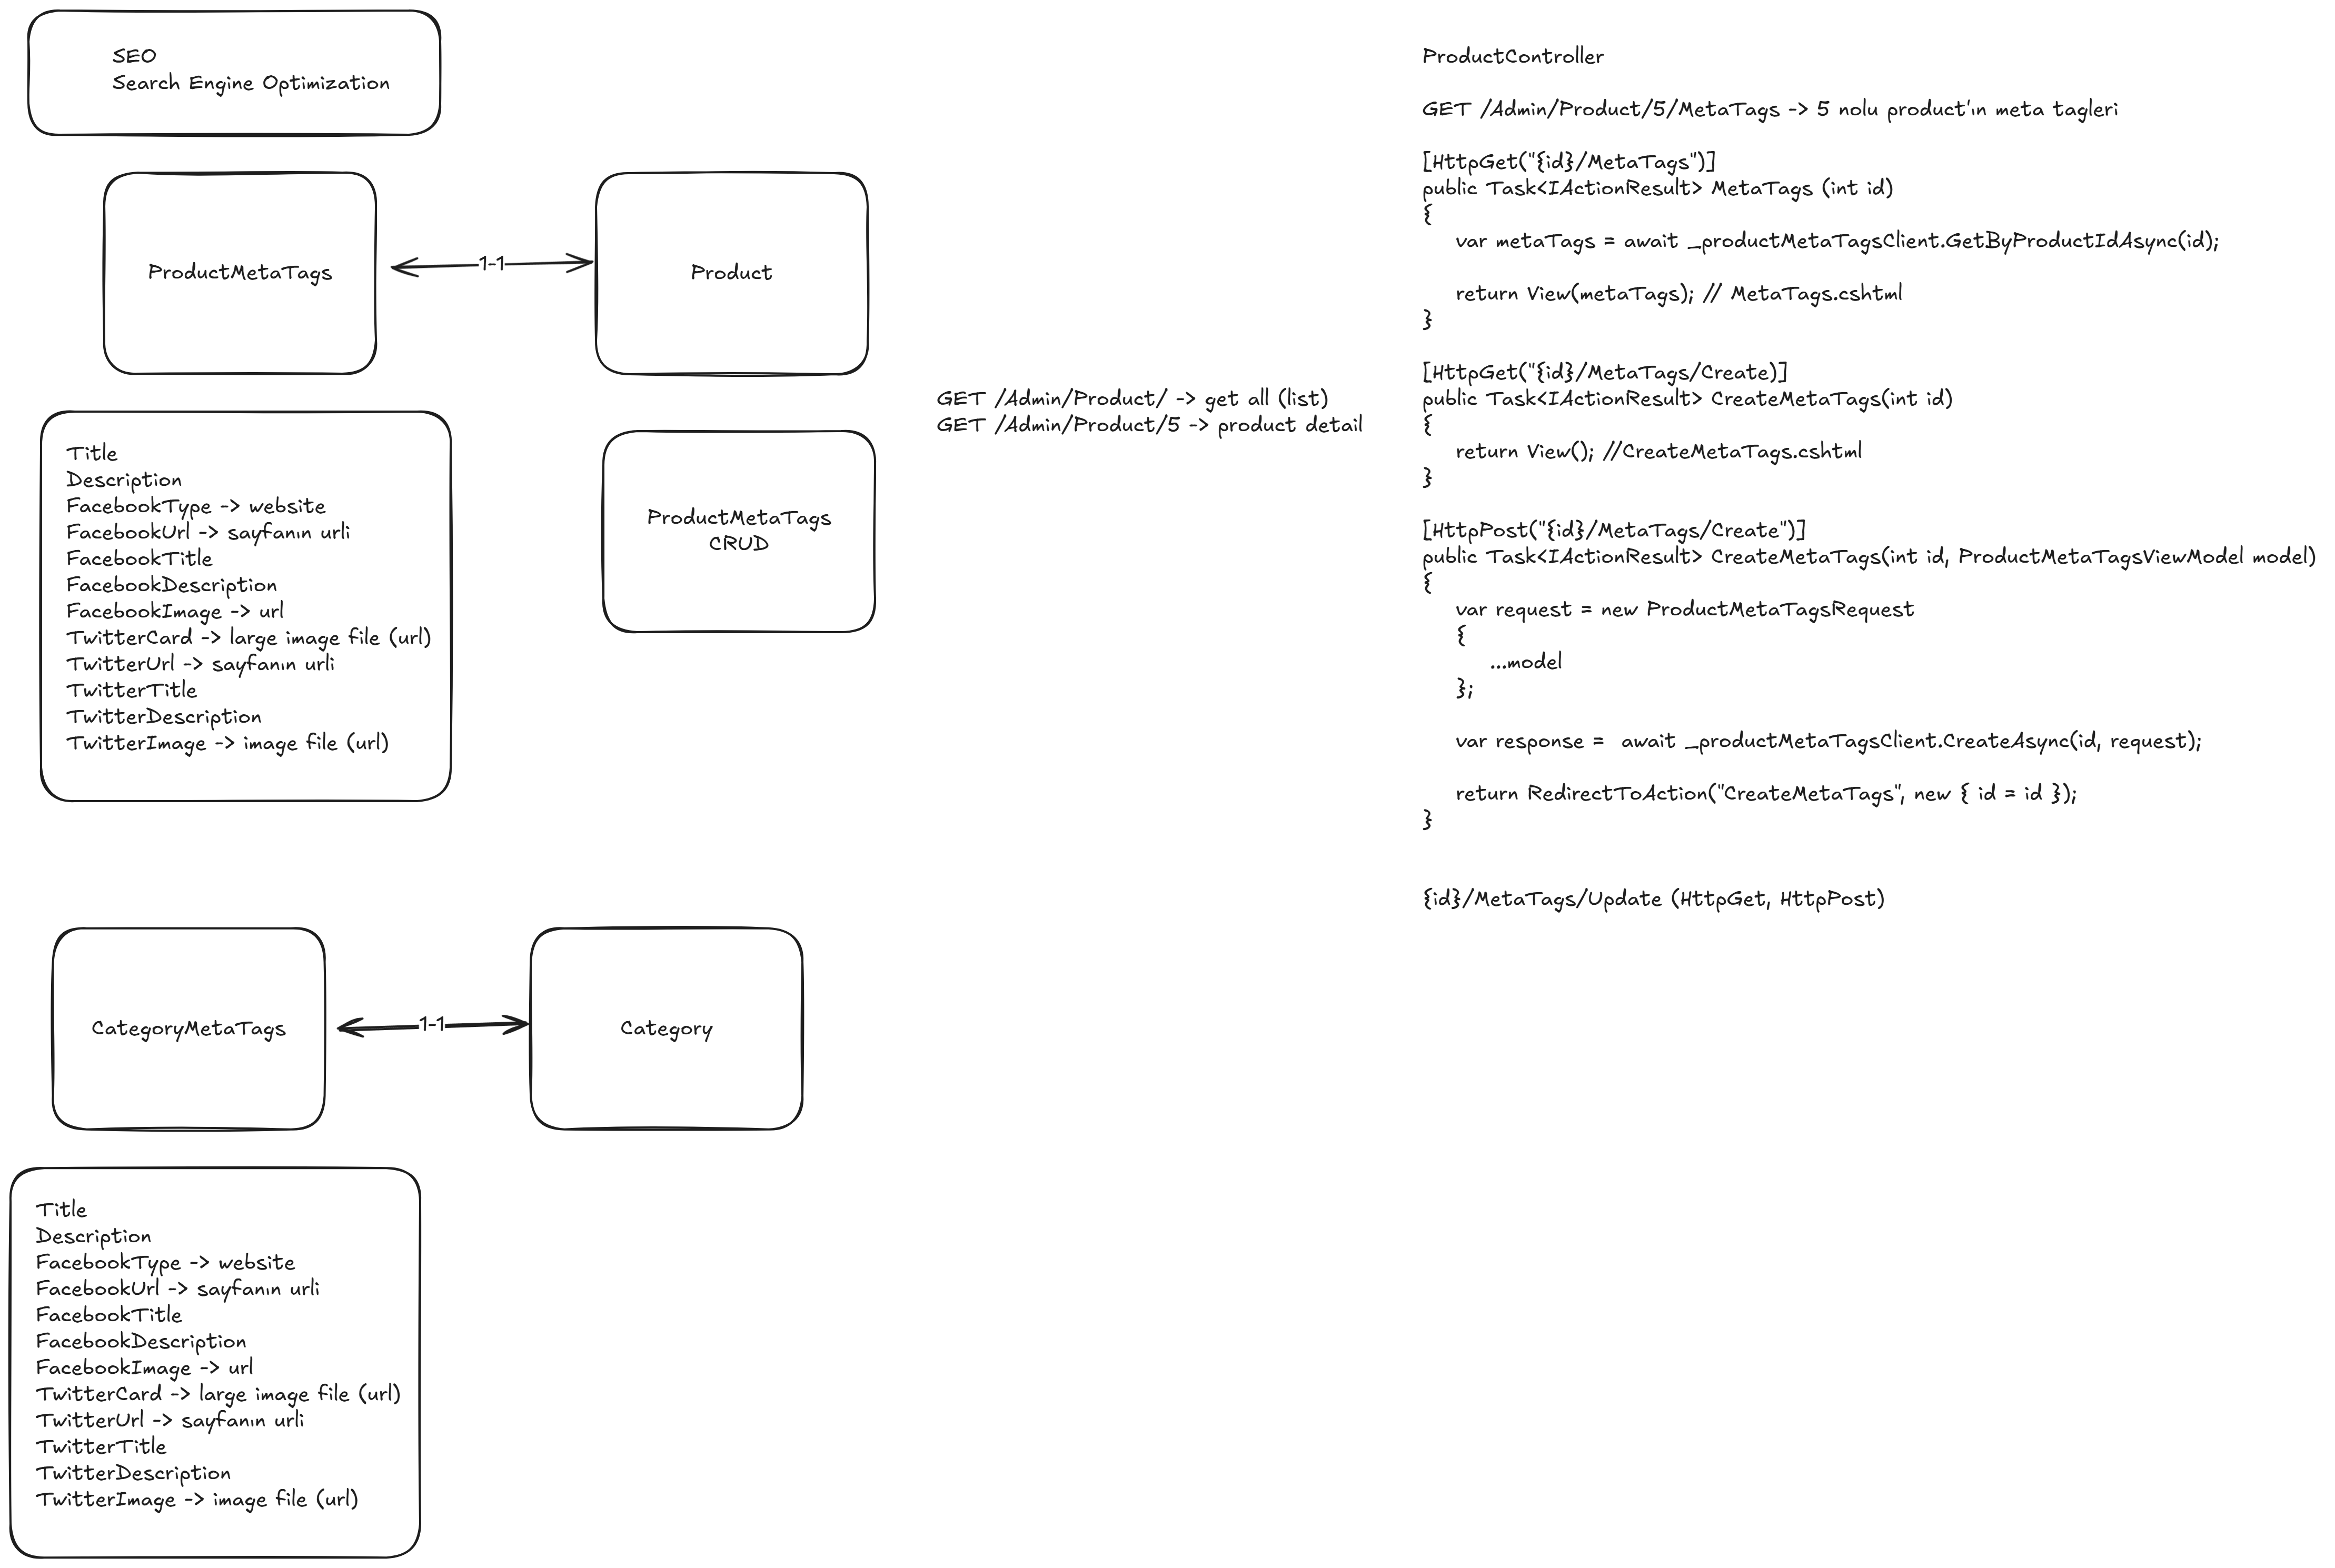 SEO
Search Engine Optimization
ProductMetaTags
1-1
Product
Title
Description
FacebookType -> website
FacebookUrl -> sayfanın urli
FacebookTitle
FacebookDescription
FacebookImage -> url
TwitterCard -> large image file (url)
TwitterUrl -> sayfanın urli
TwitterTitle
TwitterDescription
TwitterImage -> image file (url)
ProductMetaTags
CRUD
GET /Admin/Product/ -> get all (list)
GET /Admin/Product/5 -> product detail
CategoryMetaTags
1-1
Category
Title
Description
FacebookType -> website
FacebookUrl -> sayfanın urli
FacebookTitle
FacebookDescription
FacebookImage -> url
TwitterCard -> large image file (url)
TwitterUrl -> sayfanın urli
TwitterTitle
TwitterDescription
TwitterImage -> image file (url)
ProductController
GET /Admin/Product/5/MetaTags -> 5 nolu product'ın meta tagleri
[HttpGet("{id}/MetaTags")]
public Task<IActionResult> MetaTags (int id)
{
var metaTags = await _productMetaTagsClient.GetByProductIdAsync(id);
return View(metaTags); // MetaTags.cshtml
}
[HttpGet("{id}/MetaTags/Create)]
public Task<IActionResult> CreateMetaTags(int id)
{
return View(); //CreateMetaTags.cshtml
}
[HttpPost("{id}/MetaTags/Create")]
public Task<IActionResult> CreateMetaTags(int id, ProductMetaTagsViewModel model)
{
var request = new ProductMetaTagsRequest
{
...model
};
var response =  await _productMetaTagsClient.CreateAsync(id, request);
return RedirectToAction("CreateMetaTags", new { id = id });
}
{id}/MetaTags/Update (HttpGet, HttpPost)